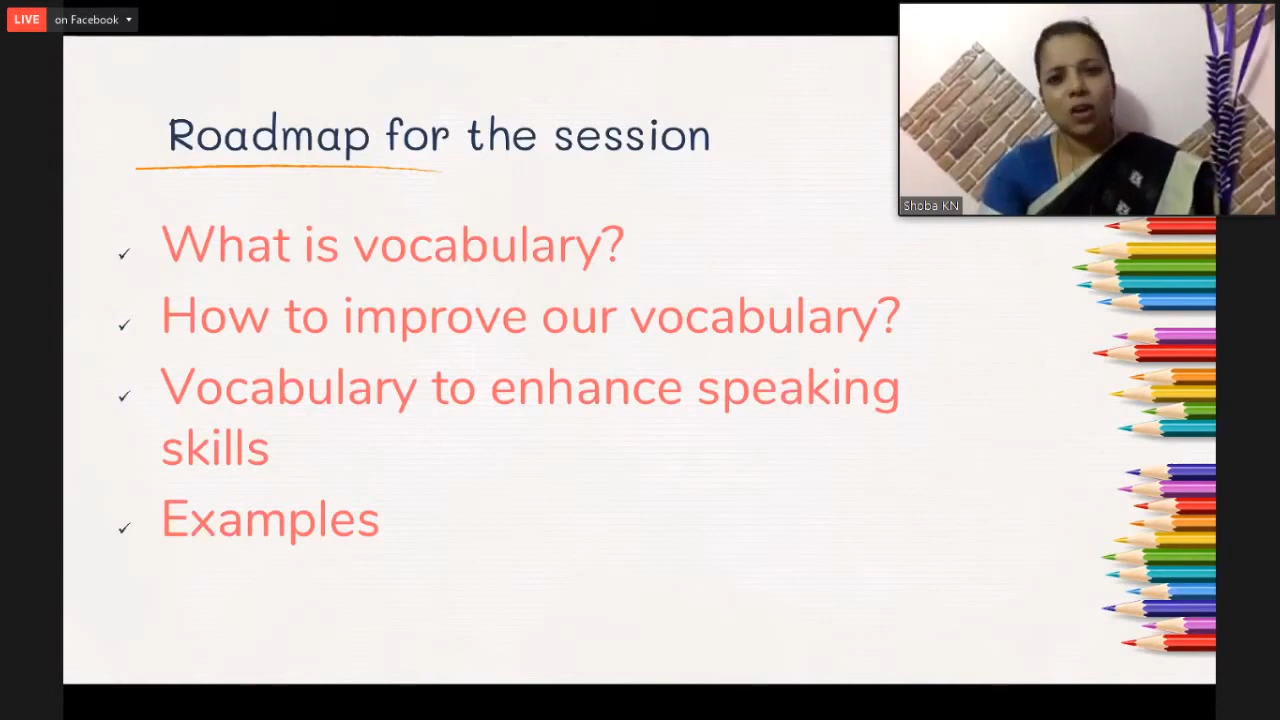 LIVE on Facebook
Roadmap for the session
Shoba KN
✓ What is vocabulary?
✓ How to improve our vocabulary?
✓ Vocabulary to enhance speaking
skills
✓ Examples